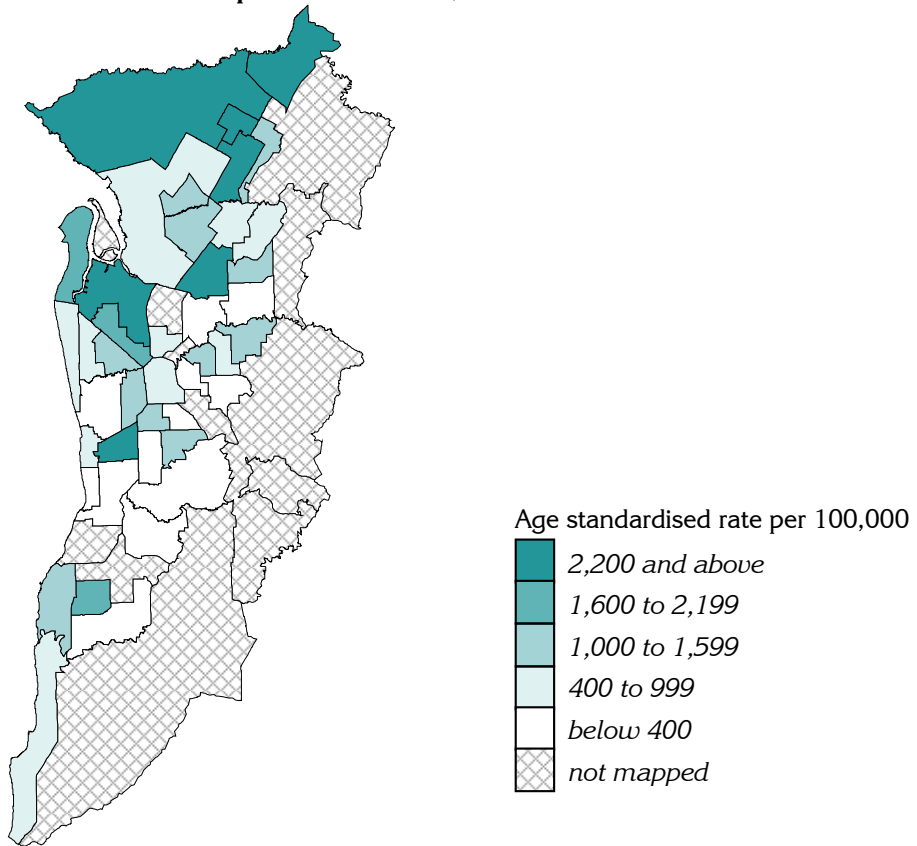 Age standardised rate per 100,000
2,200 and above
1,600 to 2,199
1,000 to 1,599
400 to 999
below 400
not mapped